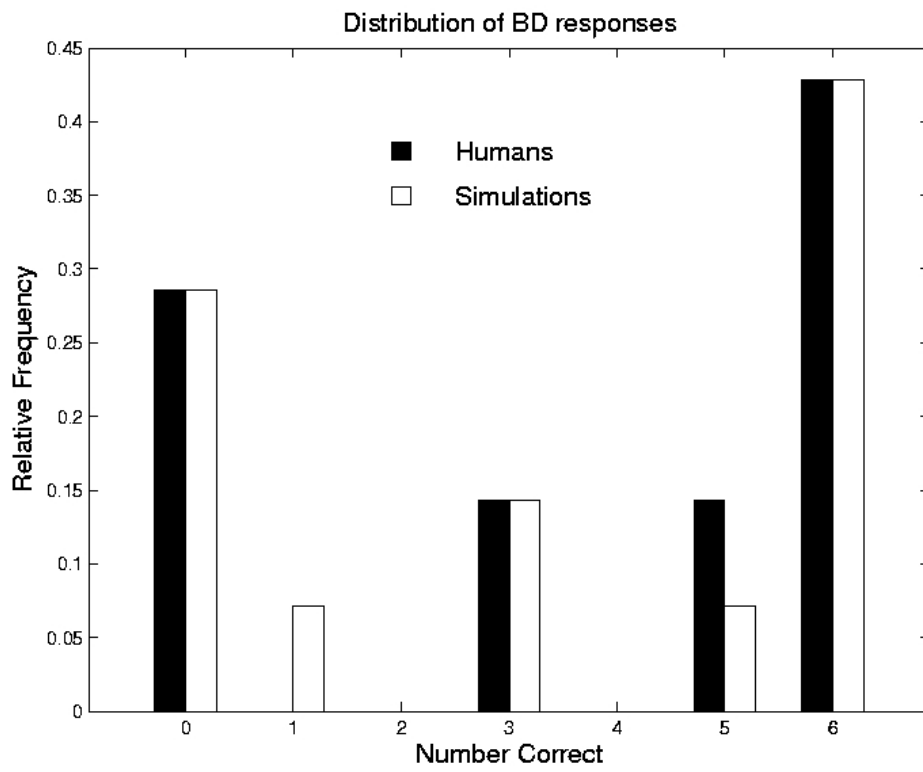 Distribution of BD responses
0.45
0.4
0.35
0.3
0.25
0.2
0.15
0.1
0.05
0
Relative Frequency
Humans
Simulations
0 1 2 3 4 5 6
Number Correct